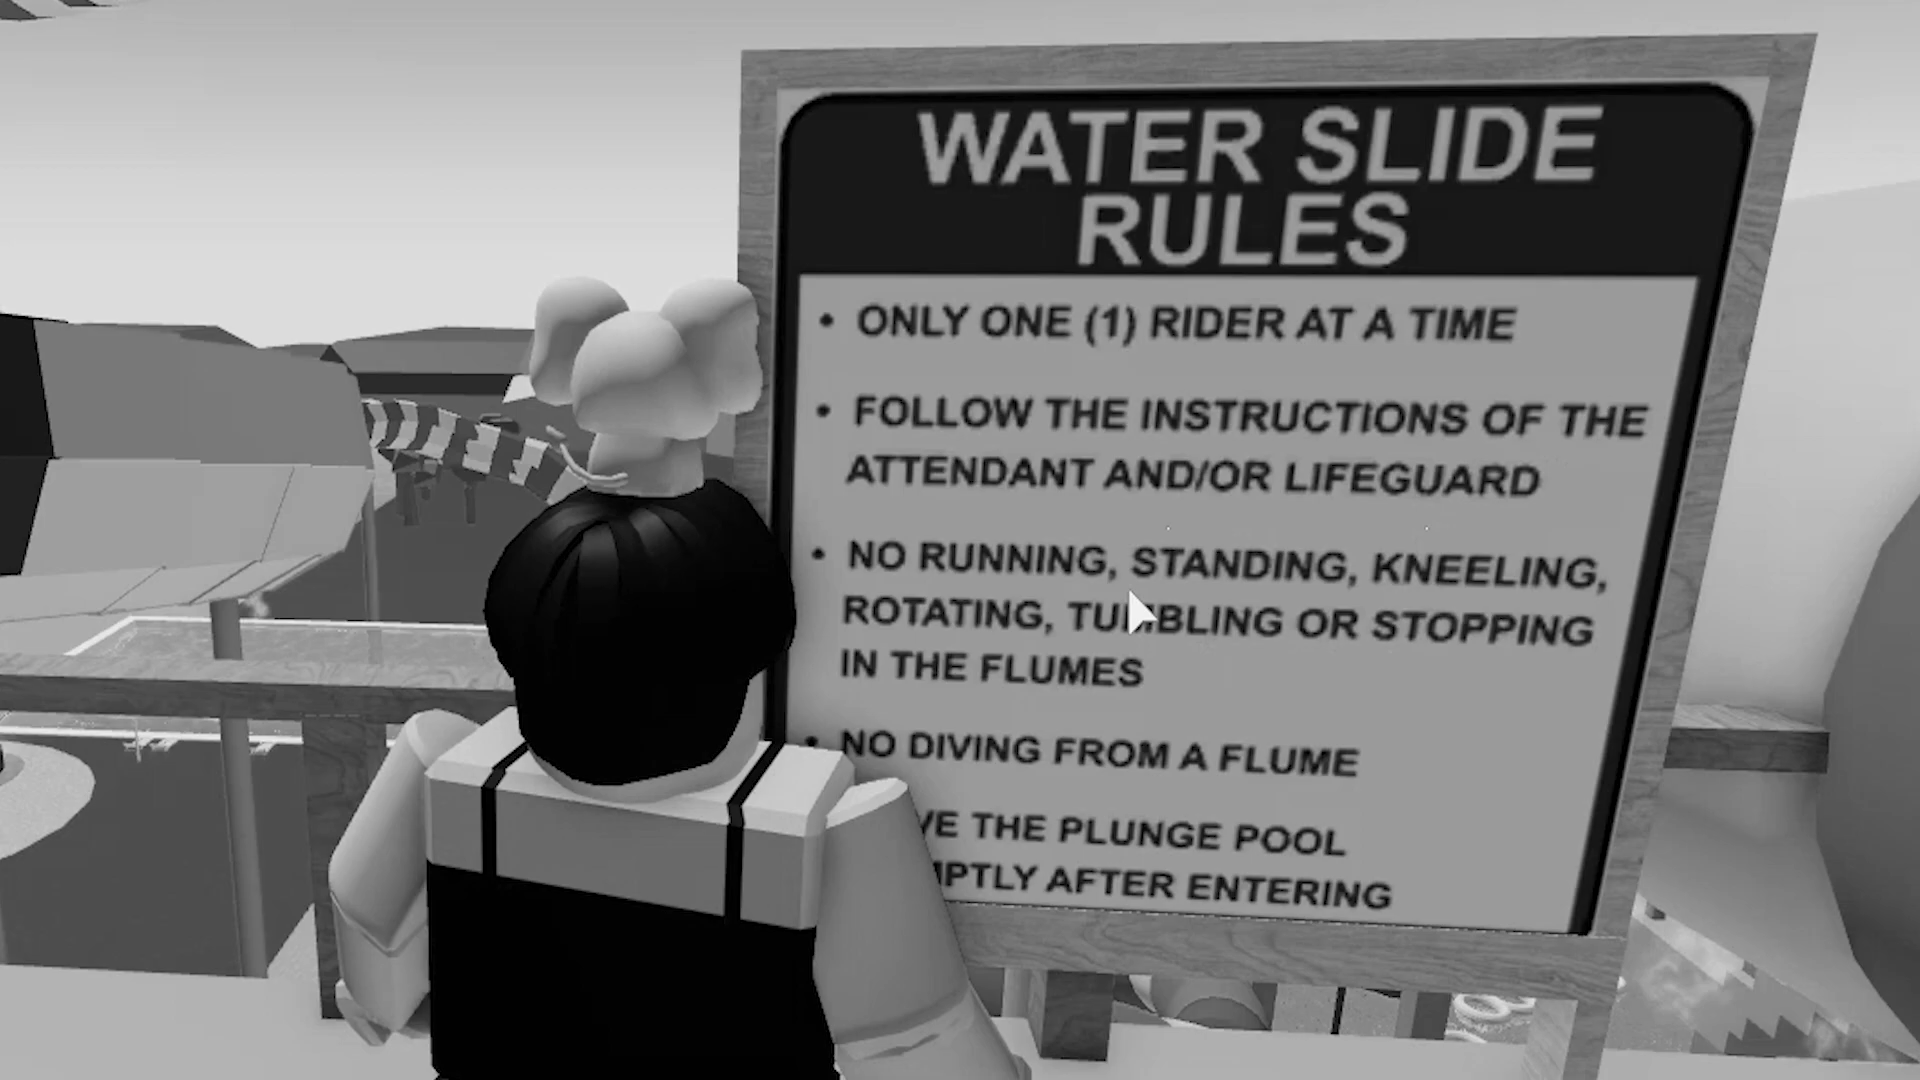 WATER SLIDE
RULES
• ONLY ONE (1) RIDER AT A TIME
• FOLLOW THE INSTRUCTIONS OF THE
ATTENDANT AND/OR LIFEGUARD
• NO RUNNING, STANDING, KNEELING,
ROTATING, TUMBLING OR STOPPING
IN THE FLUMES
• NO DIVING FROM A FLUME
THE PLUNGE POOL
AFTER ENTERING